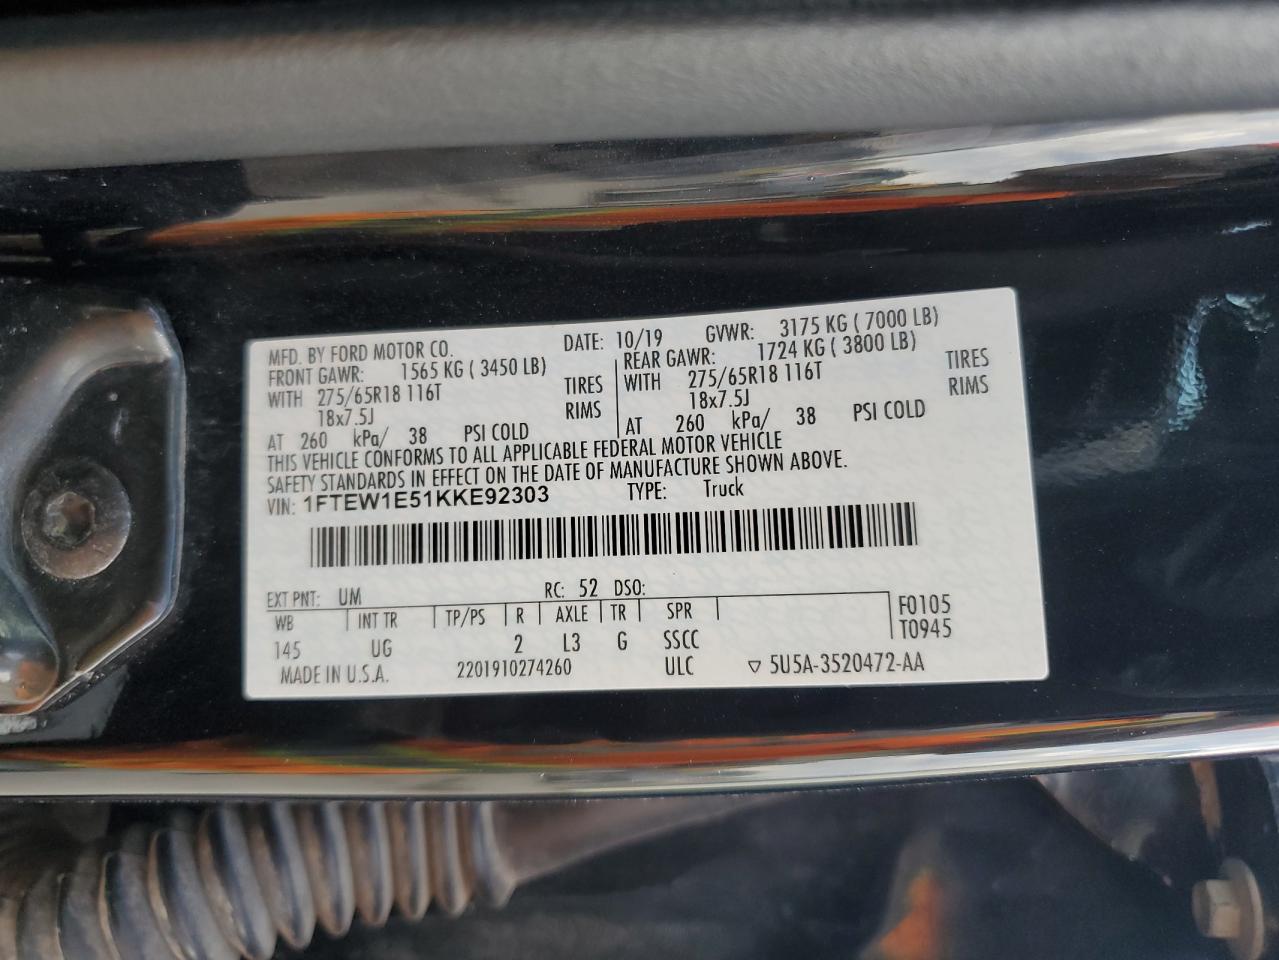 MFD. BY FORD MOTOR CO. DATE: 10/19 GVWR: 3175 KG ( 7000 LB)
FRONT GAWR: 1565 KG ( 3450 LB) REAR GAWR: 1724 KG ( 3800 LB)
WITH 275/65R18 116T TIRES WITH 275/65R18 116T TIRES
18x7.5J RIMS 18x7.5J RIMS
AT 260 kPa/ 38 PSI COLD AT 260 kPa/ 38 PSI COLD
THIS VEHICLE CONFORMS TO ALL APPLICABLE FEDERAL MOTOR VEHICLE
SAFETY STANDARDS IN EFFECT ON THE DATE OF MANUFACTURE SHOWN ABOVE.
VIN: 1FTEW1E51KKE92303 TYPE: Truck
EXT PNT: UM RC: 52 DSO:
WB INT TR TP/PS R AXLE TR SPR F0105
145 UG 2 L3 G SSCC T0945
MADE IN U.S.A. 2201910274260 ULC ▽ 5U5A-3520472-AA